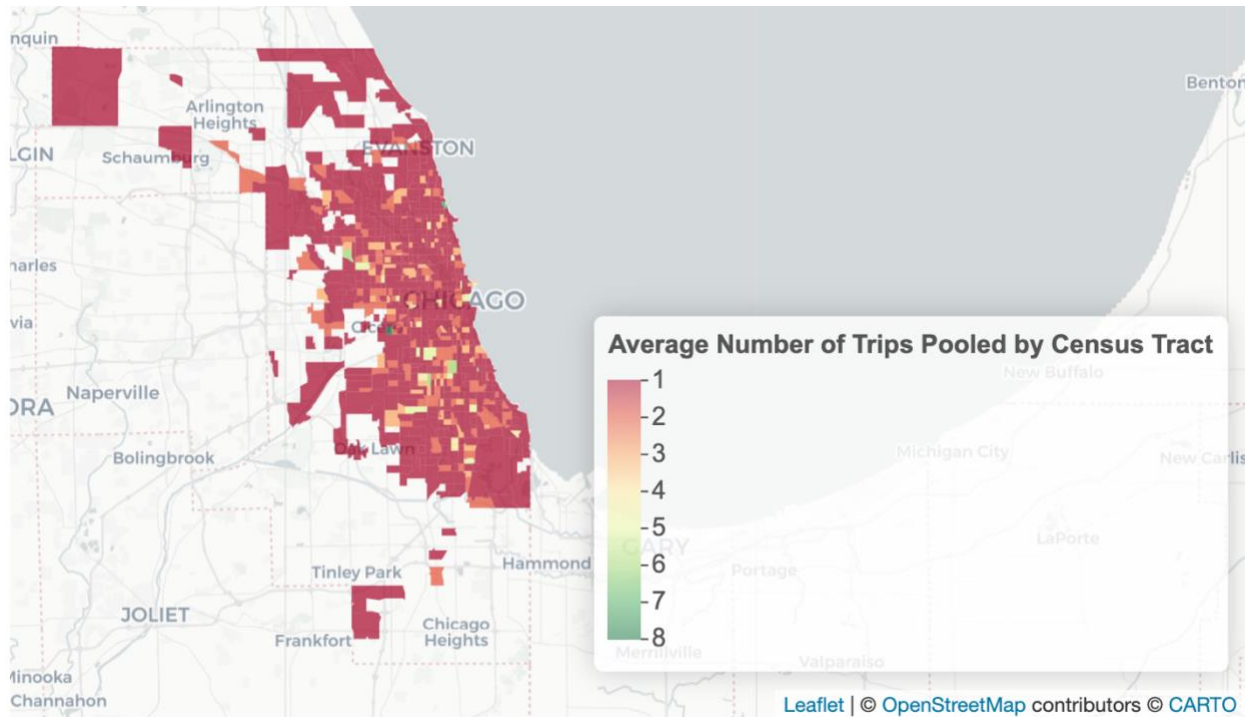 nquin
Benton
Arlington
Heights
LGIN
Schaumburg
EVANSTON
harles
CHICAGO
via
Cicero
Average Number of Trips Pooled by Census Tract
1
2
3
4
5
6
7
8
New Buffalo
Naperville
ORA
Oak Lawn
Michigan City
New Carlis
Bolingbrook
GARY
LaPorte
Hammond
Portage
Tinley Park
JOLIET
Chicago
Heights
Frankfort
Merrillville
Valparaiso
Minooka
Channahon
Leaflet | © OpenStreetMap contributors © CARTO